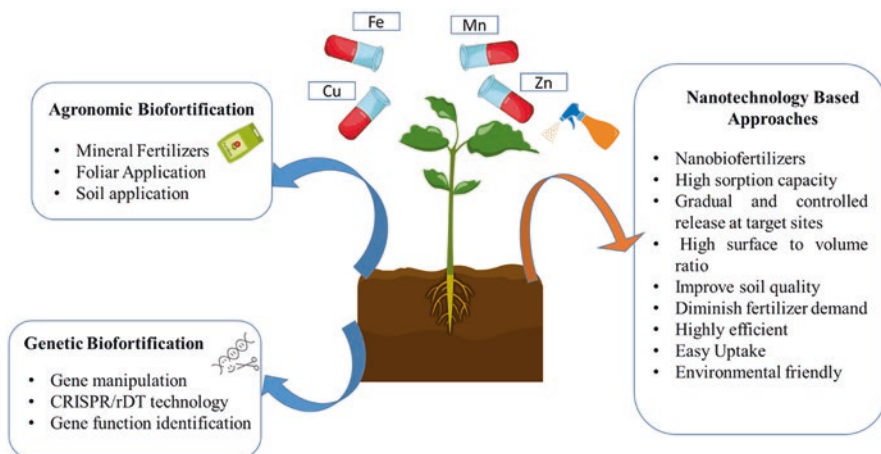 Fe
Mn
Cu
Zn
Agronomic Biofortification
• Mineral Fertilizers
• Foliar Application
• Soil application
Genetic Biofortification
• Gene manipulation
• CRISPR/rDT technology
• Gene function identification
Nanotechnology Based
Approaches
• Nanobiofertilizers
• High sorption capacity
• Gradual and controlled
release at target sites
• High surface to volume
ratio
• Improve soil quality
• Diminish fertilizer demand
• Highly efficient
• Easy Uptake
• Environmental friendly